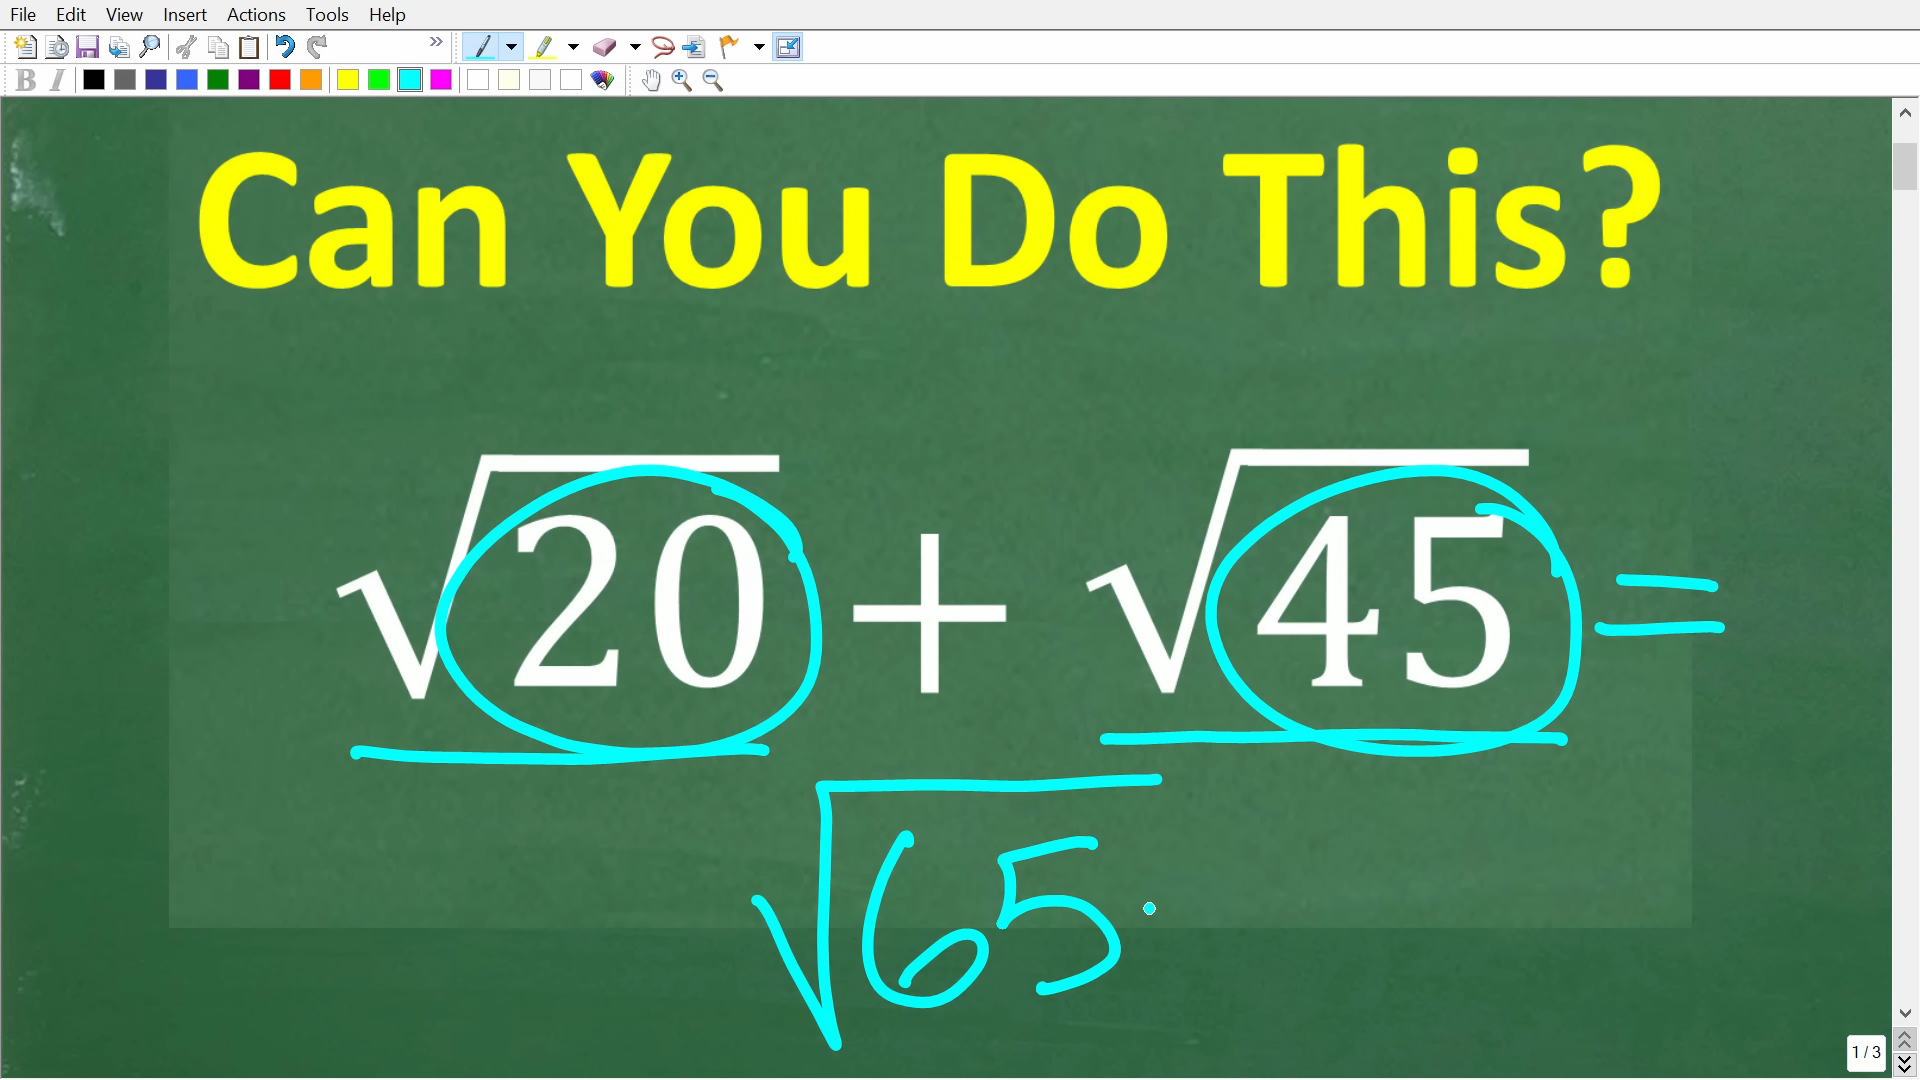 File Edit View Insert Actions Tools Help
B I
Can You Do This?
√20 + √45 =
√65
1 / 3